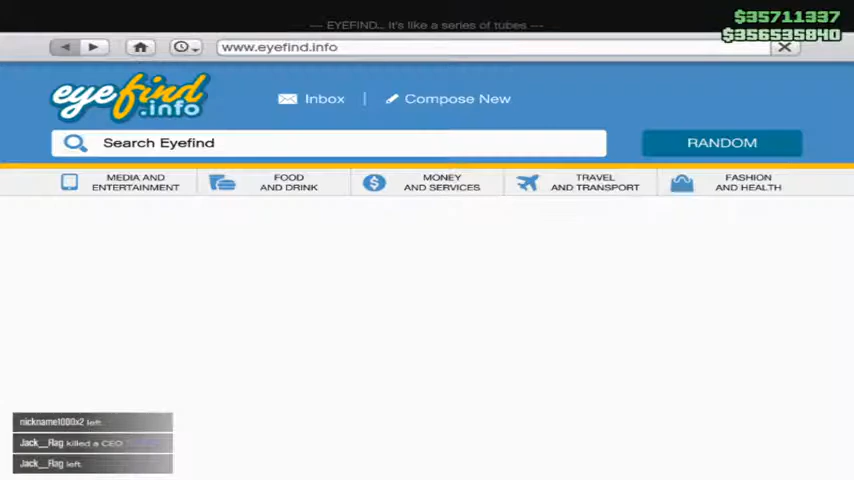 --- EYEFIND... It's like a series of tubes ---
$35711337
$356535840
www.eyefind.info
eyefind
.info
Inbox | Compose New
Search Eyefind
RANDOM
MEDIA AND
ENTERTAINMENT
FOOD
AND DRINK
MONEY
AND SERVICES
TRAVEL
AND TRANSPORT
FASHION
AND HEALTH
nickname1000x2 left.
Jack__Rag killed a CEO
Jack__Rag left.